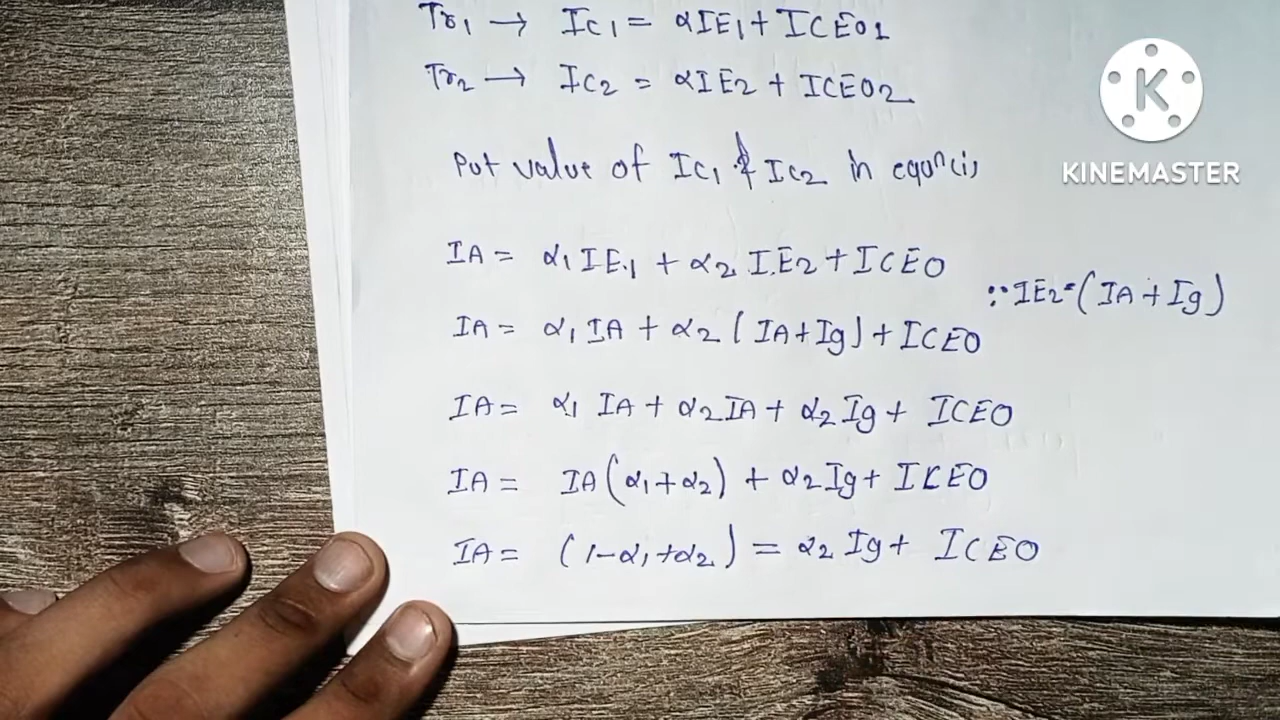 Tr1 → IC1 = αIE1 + ICEO1
Tr2 → IC2 = αIE2 + ICEO2
K
KINEMASTER
Put value of IC1 & IC2 in eqan(i)
IA = α1 IE1 + α2 IE2 + ICEO
∵ IE2 = (IA + Ig)
IA = α1 IA + α2 (IA+Ig) + ICEO
IA = α1 IA + α2 IA + α2 Ig + ICEO
IA = IA (α1+α2) + α2 Ig + ICEO
IA = (1-α1+α2) = α2 Ig + ICEO